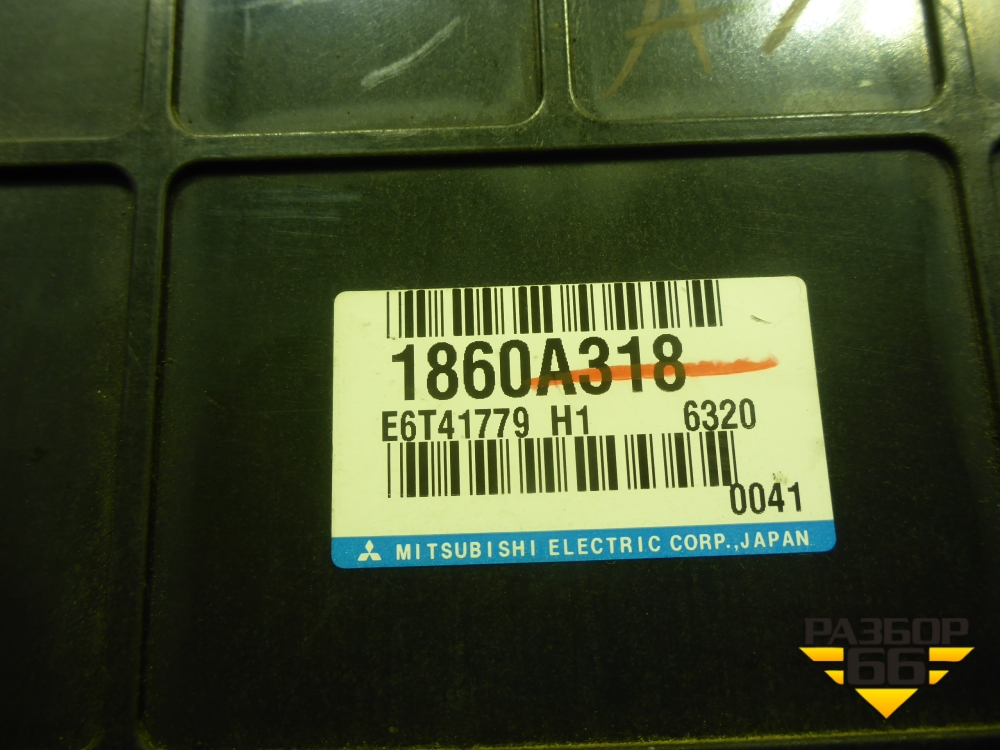 1860A318
E6T41779 H1 6320
0041
MITSUBISHI ELECTRIC CORP.,JAPAN
РАЗБОР
66